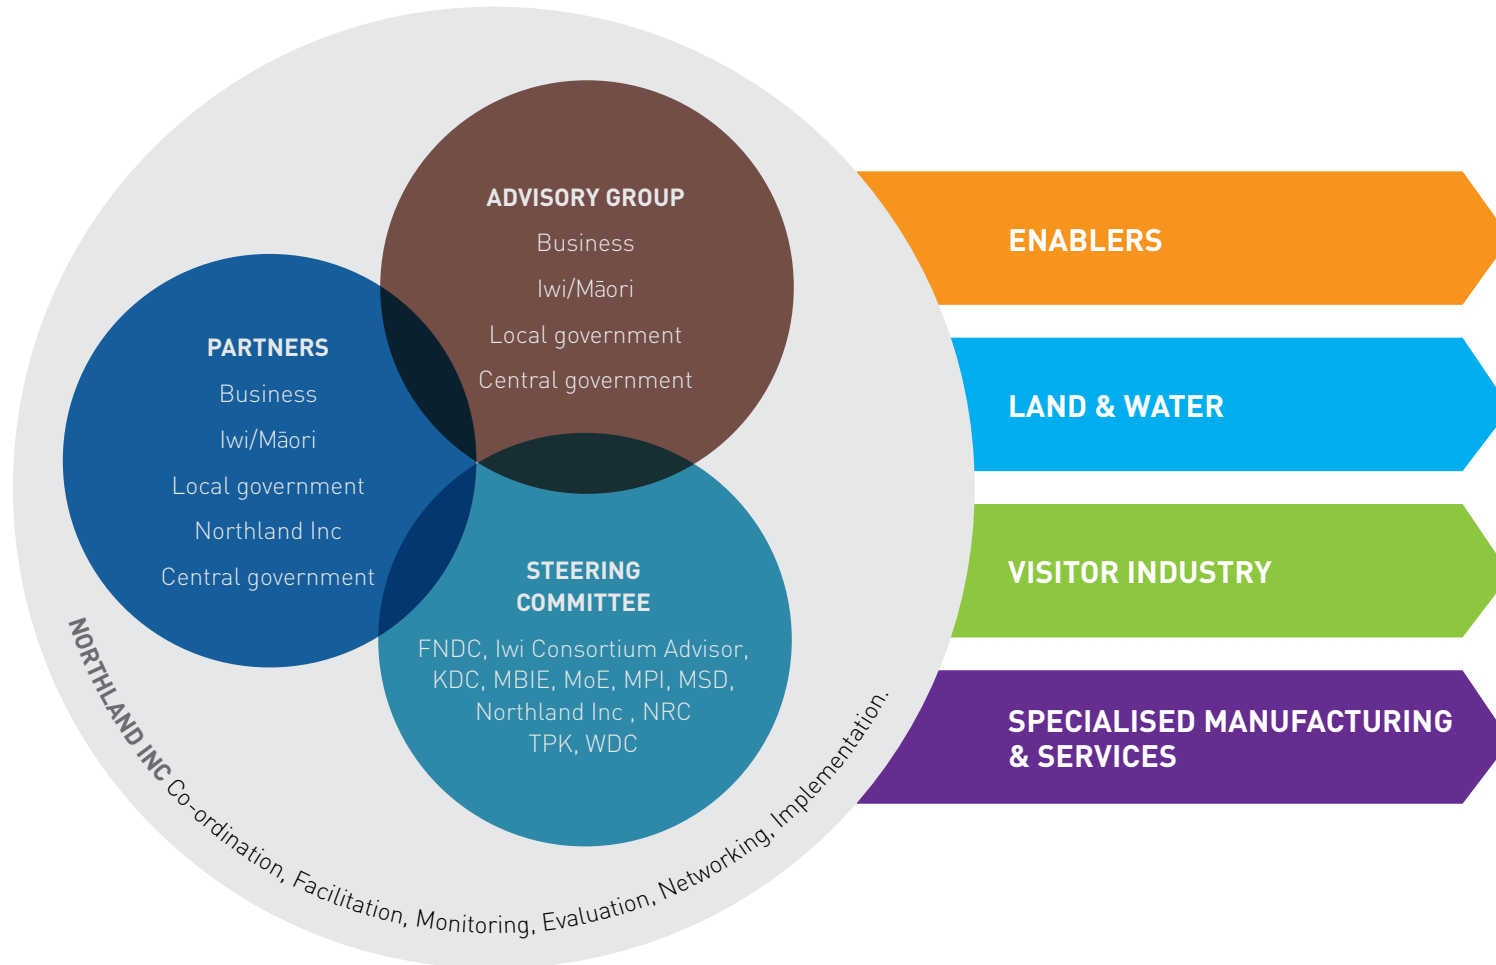 ADVISORY GROUP
Business
Iwi/Māori
Local government
Central government
PARTNERS
Business
Iwi/Māori
Local government
Northland Inc
Central government
STEERING
COMMITTEE
FNDC, Iwi Consortium Advisor,
KDC, MBIE, MoE, MPI, MSD,
Northland Inc , NRC
TPK, WDC
NORTHLAND INC Co-ordination, Facilitation, Monitoring, Evaluation, Networking, Implementation.
ENABLERS
LAND & WATER
VISITOR INDUSTRY
SPECIALISED MANUFACTURING
& SERVICES